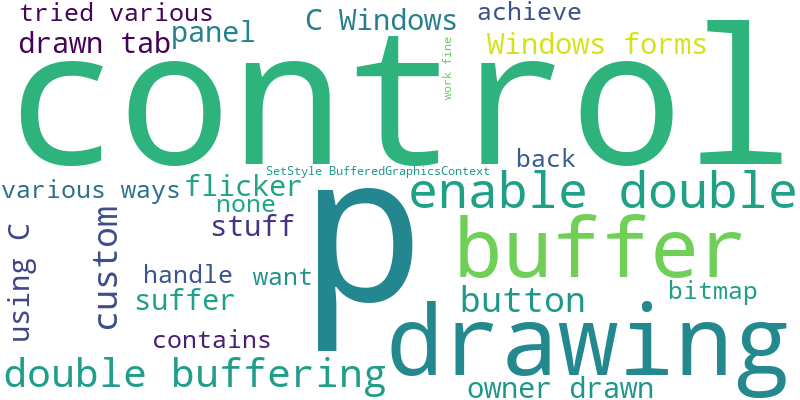 tried various
C Windows
achieve
drawn tab
panel
Windows forms
control
work fine
back
SetStyle BufferedGraphicsContext
various ways
flicker
none
enable double
p
stuff
custom
using C
buffer
handle
want
suffer
button
bitmap
contains
drawing
double buffering
owner drawn